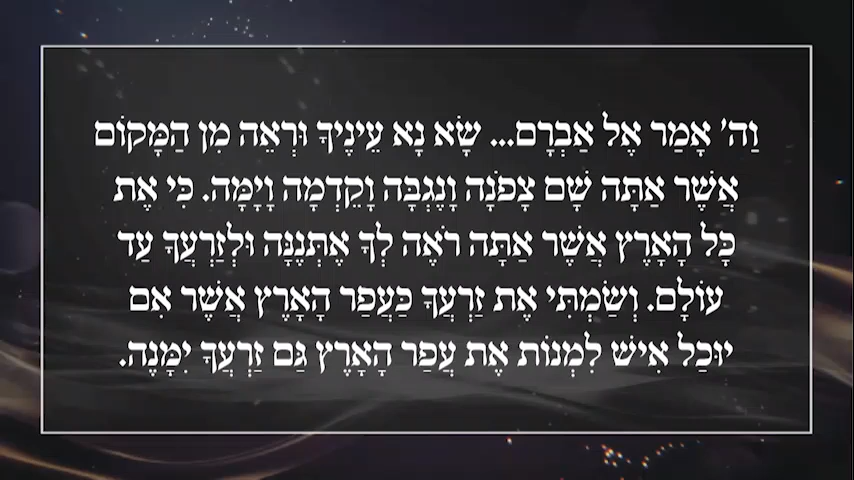 וַה' אָמַר אֶל אַבְרָם... שָׂא נָא עֵינֶיךָ וּרְאֵה מִן הַמָּקוֹם
אֲשֶׁר אַתָּה שָׁם צָפֹנָה וָנֶגְבָּה וָקֵדְמָה וָיָמָּה. כִּי אֶת
כָּל הָאָרֶץ אֲשֶׁר אַתָּה רֹאֶה לְךָ אֶתְּנֶנָּה וּלְזַרְעֲךָ עַד
עוֹלָם. וְשַׂמְתִּי אֶת זַרְעֲךָ כַּעֲפַר הָאָרֶץ אֲשֶׁר אִם
יוּכַל אִישׁ לִמְנוֹת אֶת עֲפַר הָאָרֶץ גַּם זַרְעֲךָ יִמָּנֶה.